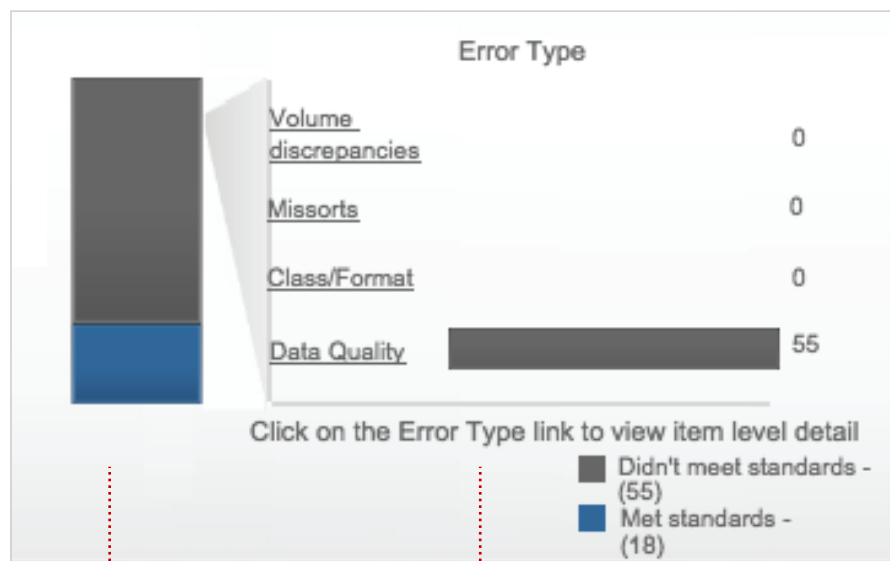 Error Type
Volume
discrepancies
0
Missorts
0
Class/Format
0
Data Quality
55
Click on the Error Type link to view item level detail
Didn't meet standards -
(55)
Met standards -
(18)